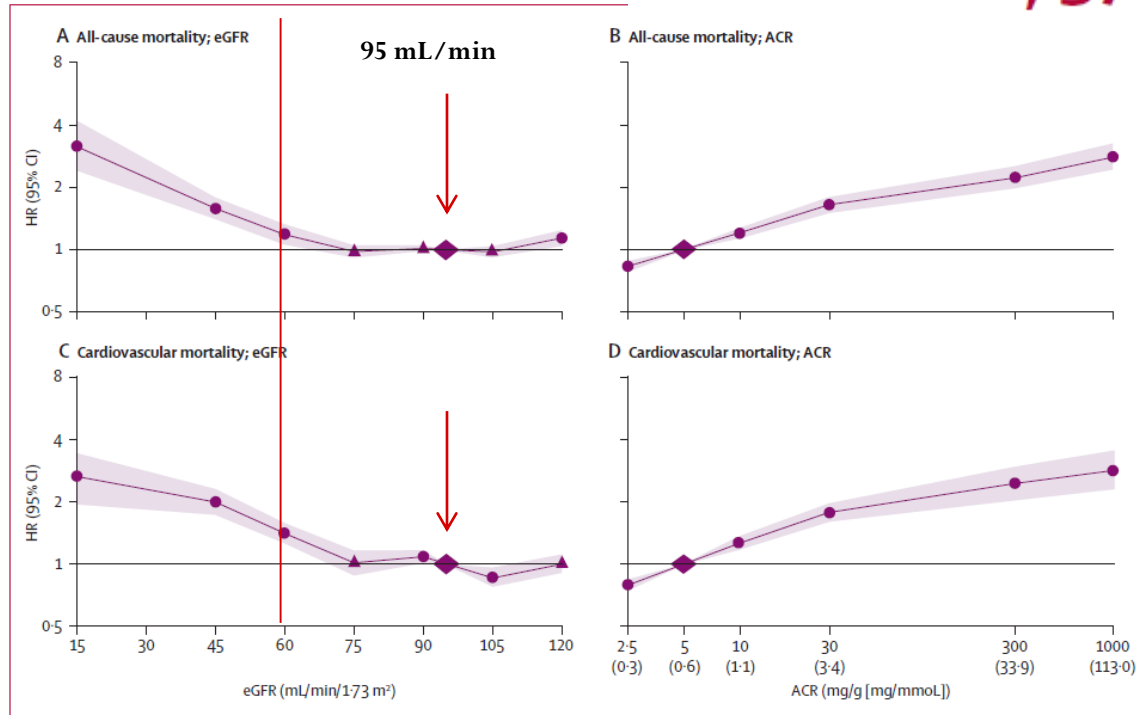 A All-cause mortality; eGFR
95 mL/min
8
4
2
1
0·5
HR (95% CI)
B All-cause mortality; ACR
C Cardiovascular mortality; eGFR
8
4
2
1
0·5
HR (95% CI)
15 30 45 60 75 90 105 120
eGFR (mL/min/1·73 m²)
D Cardiovascular mortality; ACR
2·5 5 10 30 300 1000
(0·3) (0·6) (1·1) (3·4) (33·9) (113·0)
ACR (mg/g [mg/mmoL])